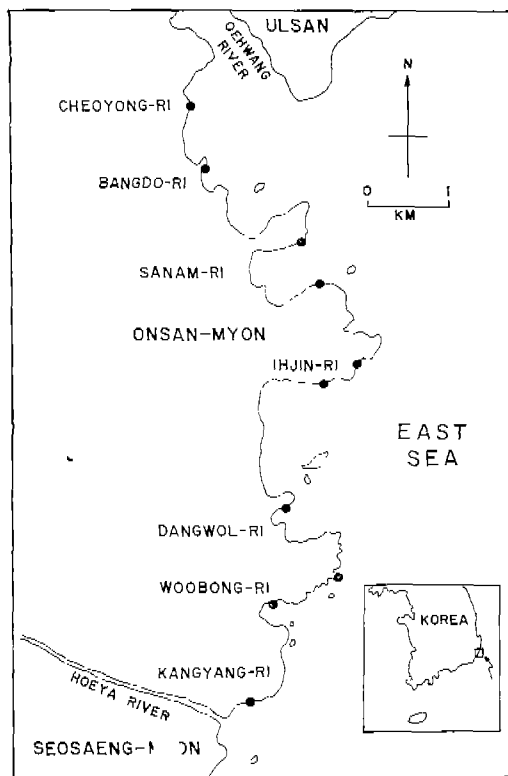 ULSAN
OEHWANG
RIVER
N
CHEOYONG-RI
BANGDO-RI
0 1
KM
SANAM-RI
ONSAN-MYON
IHJIN-RI
EAST
SEA
DANGWOL-RI
WOOBONG-RI
KOREA
KANGYANG-RI
HOEYA RIVER